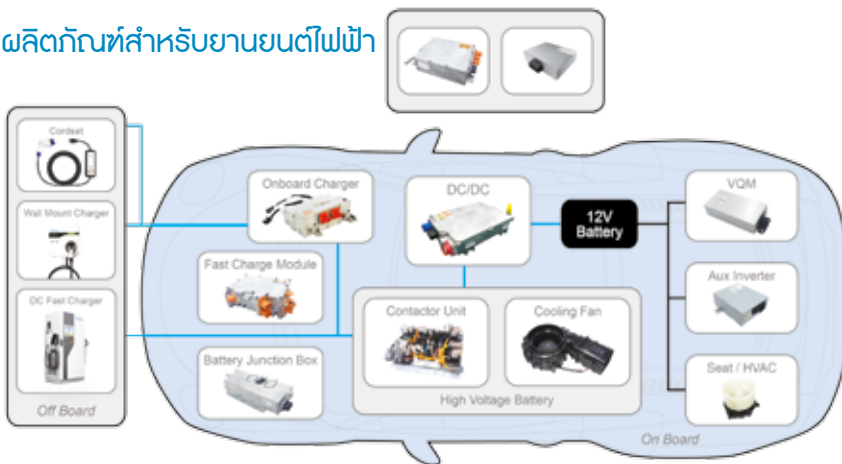 ผลิตภัณฑ์สำหรับยานยนต์ไฟฟ้า
Cordset
Wall Mount Charger
DC Fast Charger
Off Board
Onboard Charger
Fast Charge Module
Battery Junction Box
DC/DC
Contactor Unit
Cooling Fan
High Voltage Battery
12V
Battery
VQM
Aux Inverter
Seat / HVAC
On Board